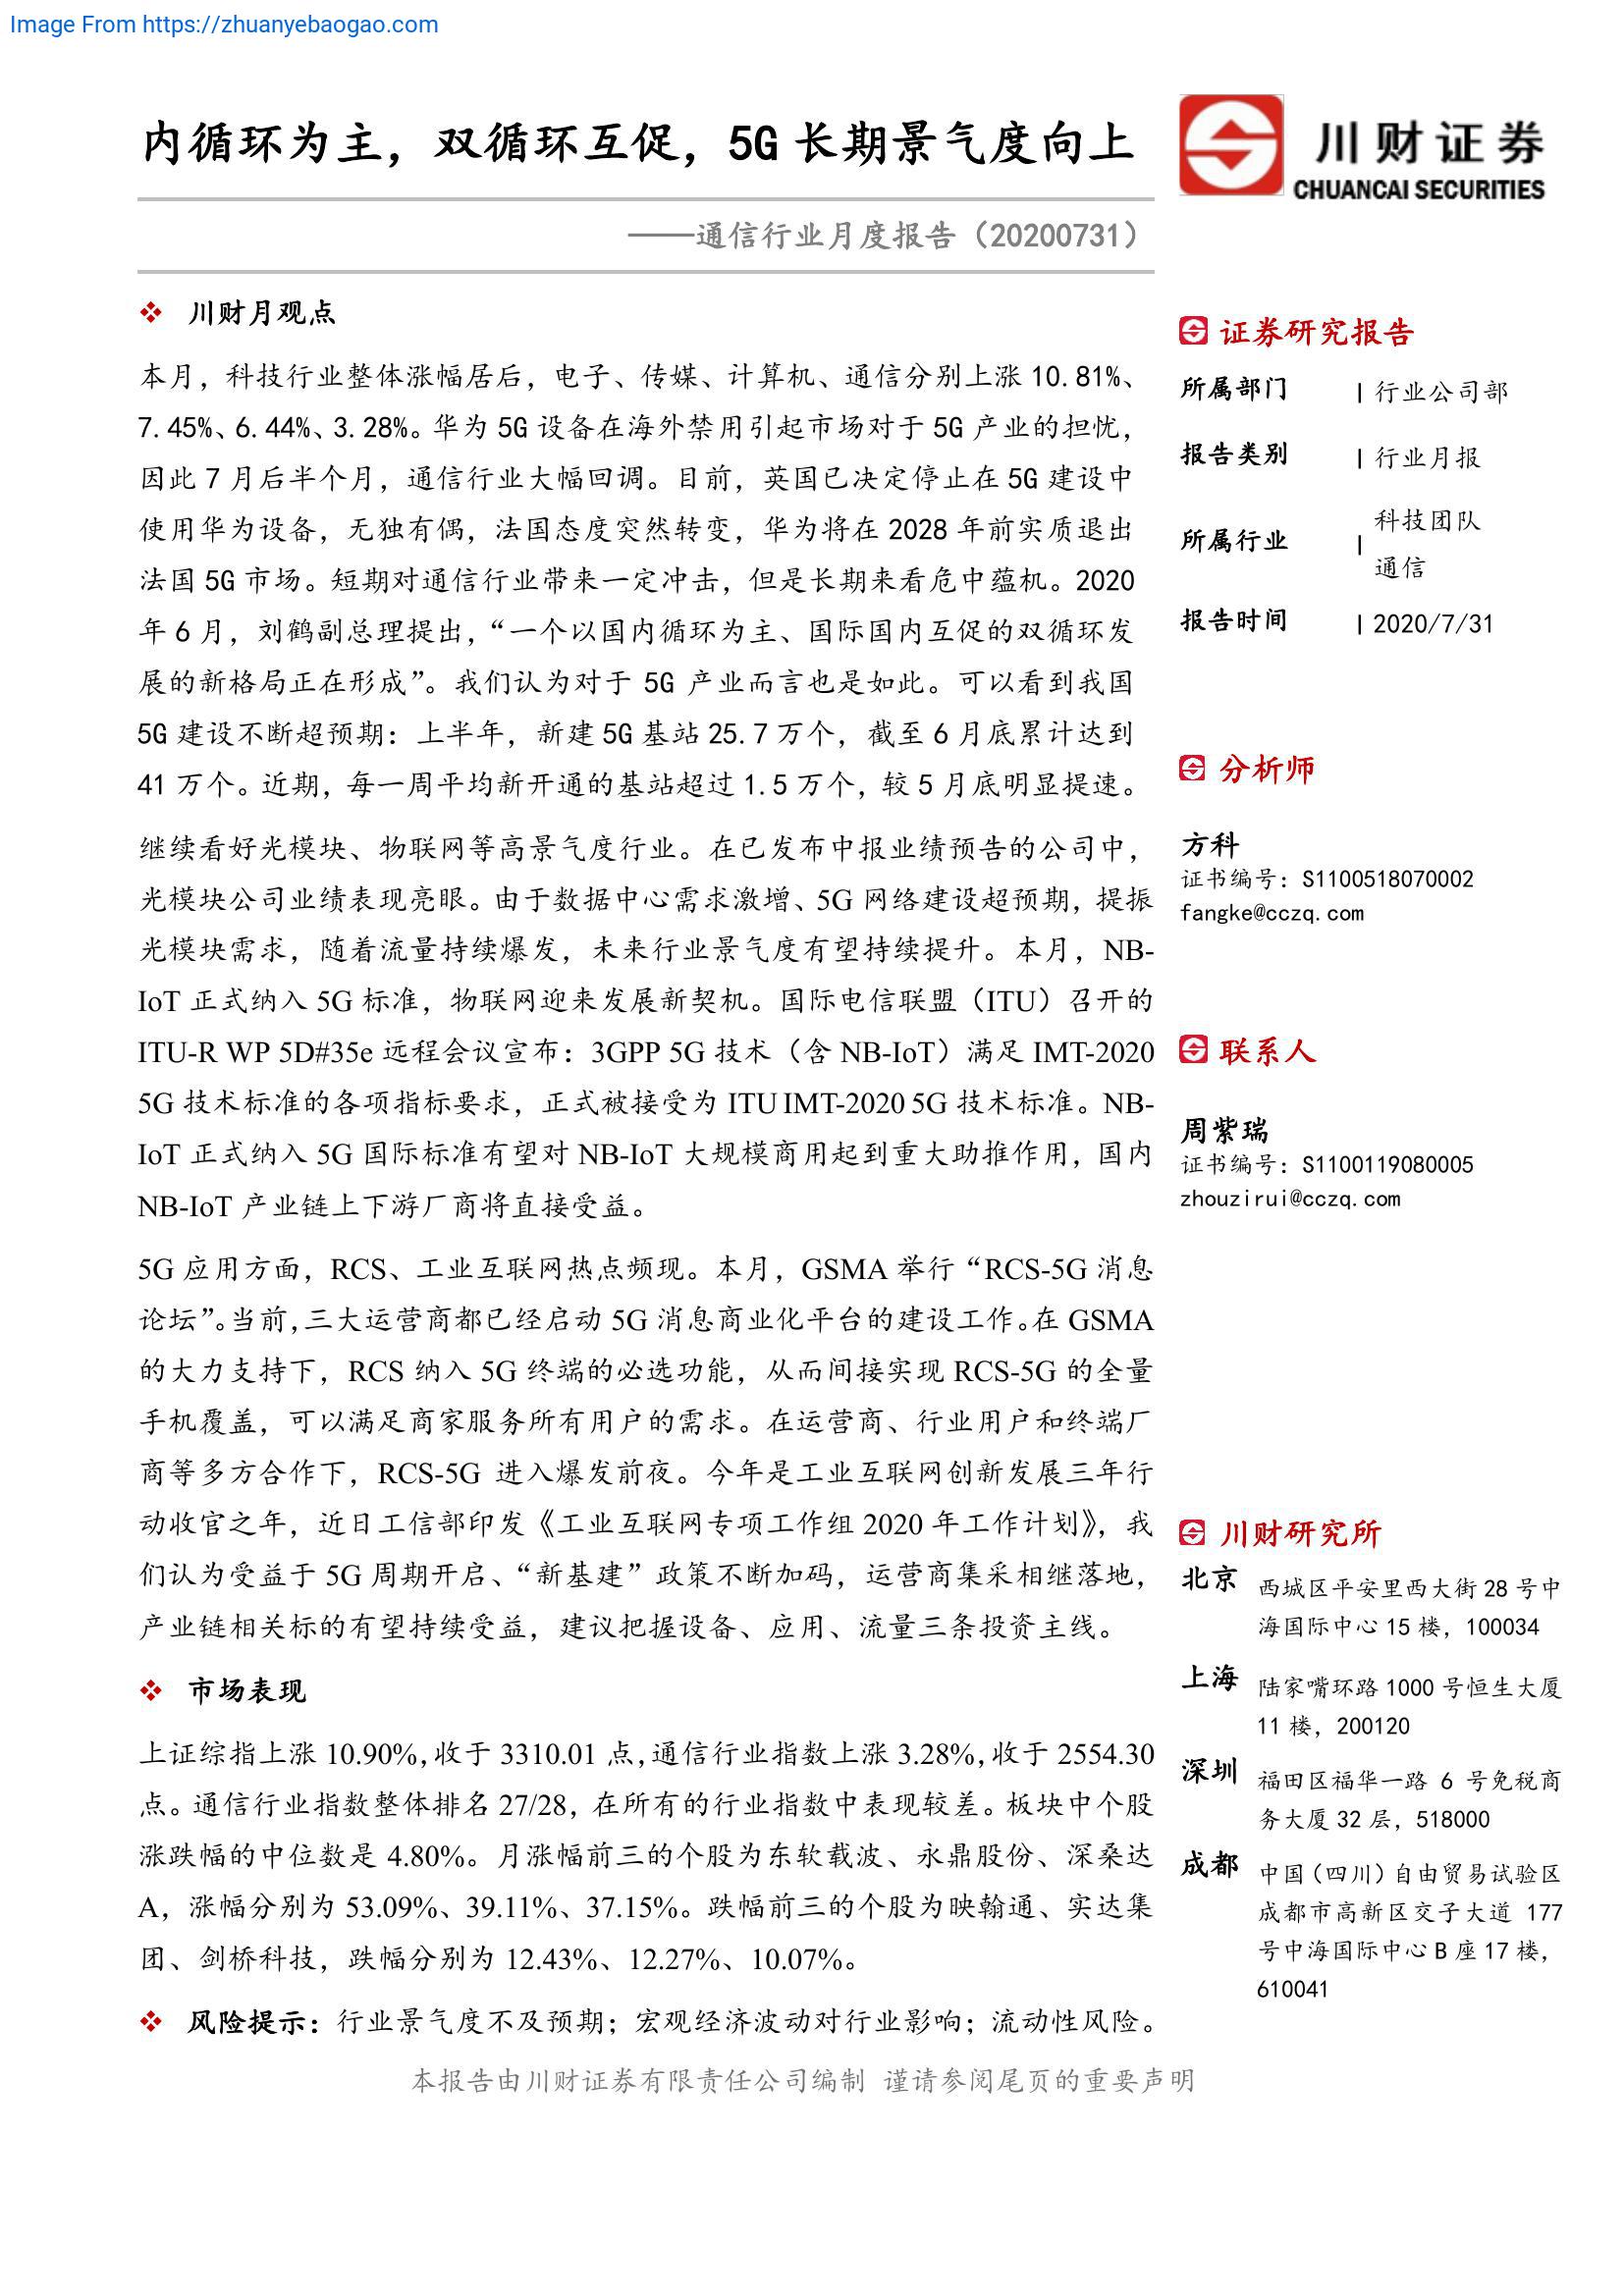 Image From https://zhuanyebaogao.com
内循环为主，双循环互促，5G 长期景气度向上
川财证券
CHUANCAI SECURITIES
——通信行业月度报告（20200731）
❖ 川财月观点
本月，科技行业整体涨幅居后，电子、传媒、计算机、通信分别上涨 10.81%、
7.45%、6.44%、3.28%。华为 5G 设备在海外禁用引起市场对于 5G 产业的担忧，
因此 7 月后半个月，通信行业大幅回调。目前，英国已决定停止在 5G 建设中
使用华为设备，无独有偶，法国态度突然转变，华为将在 2028 年前实质退出
法国 5G 市场。短期对通信行业带来一定冲击，但是长期来看危中蕴机。2020
年 6 月，刘鹤副总理提出，“一个以国内循环为主、国际国内互促的双循环发
展的新格局正在形成”。我们认为对于 5G 产业而言也是如此。可以看到我国
5G 建设不断超预期：上半年，新建 5G 基站 25.7 万个，截至 6 月底累计达到
41 万个。近期，每一周平均新开通的基站超过 1.5 万个，较 5 月底明显提速。
继续看好光模块、物联网等高景气度行业。在已发布中报业绩预告的公司中，
光模块公司业绩表现亮眼。由于数据中心需求激增、5G 网络建设超预期，提振
光模块需求，随着流量持续爆发，未来行业景气度有望持续提升。本月，NB-
IoT 正式纳入 5G 标准，物联网迎来发展新契机。国际电信联盟（ITU）召开的
ITU-R WP 5D#35e 远程会议宣布：3GPP 5G 技术（含 NB-IoT）满足 IMT-2020
5G 技术标准的各项指标要求，正式被接受为 ITU IMT-2020 5G 技术标准。NB-
IoT 正式纳入 5G 国际标准有望对 NB-IoT 大规模商用起到重大助推作用，国内
NB-IoT 产业链上下游厂商将直接受益。
5G 应用方面，RCS、工业互联网热点频现。本月，GSMA 举行“RCS-5G 消息
论坛”。当前，三大运营商都已经启动 5G 消息商业化平台的建设工作。在 GSMA
的大力支持下，RCS 纳入 5G 终端的必选功能，从而间接实现 RCS-5G 的全量
手机覆盖，可以满足商家服务所有用户的需求。在运营商、行业用户和终端厂
商等多方合作下，RCS-5G 进入爆发前夜。今年是工业互联网创新发展三年行
动收官之年，近日工信部印发《工业互联网专项工作组 2020 年工作计划》，我
们认为受益于 5G 周期开启、“新基建”政策不断加码，运营商集采相继落地，
产业链相关标的有望持续受益，建议把握设备、应用、流量三条投资主线。
❖ 市场表现
上证综指上涨 10.90%，收于 3310.01 点，通信行业指数上涨 3.28%，收于 2554.30
点。通信行业指数整体排名 27/28，在所有的行业指数中表现较差。板块中个股
涨跌幅的中位数是 4.80%。月涨幅前三的个股为东软载波、永鼎股份、深桑达
A，涨幅分别为 53.09%、39.11%、37.15%。跌幅前三的个股为映翰通、实达集
团、剑桥科技，跌幅分别为 12.43%、12.27%、10.07%。
❖ 风险提示：行业景气度不及预期；宏观经济波动对行业影响；流动性风险。
证券研究报告
所属部门 | 行业公司部
报告类别 | 行业月报
所属行业 | 科技团队
通信
报告时间 | 2020/7/31
分析师
方科
证书编号：S1100518070002
fangke@cczq.com
联系人
周紫瑞
证书编号：S1100119080005
zhouzirui@cczq.com
川财研究所
北京 西城区平安里西大街 28 号中
海国际中心 15 楼，100034
上海 陆家嘴环路 1000 号恒生大厦
11 楼，200120
深圳 福田区福华一路 6 号免税商
务大厦 32 层，518000
成都 中国（四川）自由贸易试验区
成都市高新区交子大道 177
号中海国际中心 B 座 17 楼，
610041
本报告由川财证券有限责任公司编制 谨请参阅尾页的重要声明